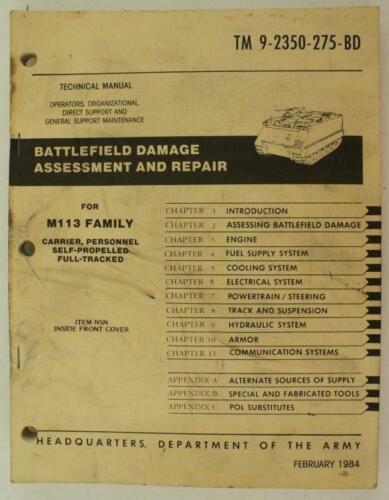 TM 9-2350-275-BD
TECHNICAL MANUAL
OPERATORS, ORGANIZATIONAL,
DIRECT SUPPORT AND
GENERAL SUPPORT MAINTENANCE
BATTLEFIELD DAMAGE
ASSESSMENT AND REPAIR
FOR
M113 FAMILY
CARRIER, PERSONNEL
SELF-PROPELLED
FULL-TRACKED
ITEM NSN
INSIDE FRONT COVER
CHAPTER 1 INTRODUCTION
CHAPTER 2 ASSESSING BATTLEFIELD DAMAGE
CHAPTER 3 ENGINE
CHAPTER 4 FUEL SUPPLY SYSTEM
CHAPTER 5 COOLING SYSTEM
CHAPTER 6 ELECTRICAL SYSTEM
CHAPTER 7 POWERTRAIN / STEERING
CHAPTER 8 TRACK AND SUSPENSION
CHAPTER 9 HYDRAULIC SYSTEM
CHAPTER 10 ARMOR
CHAPTER 11 COMMUNICATION SYSTEMS
APPENDIX A ALTERNATE SOURCES OF SUPPLY
APPENDIX B SPECIAL AND FABRICATED TOOLS
APPENDIX C POL SUBSTITUTES
HEADQUARTERS, DEPARTMENT OF THE ARMY
FEBRUARY 1984